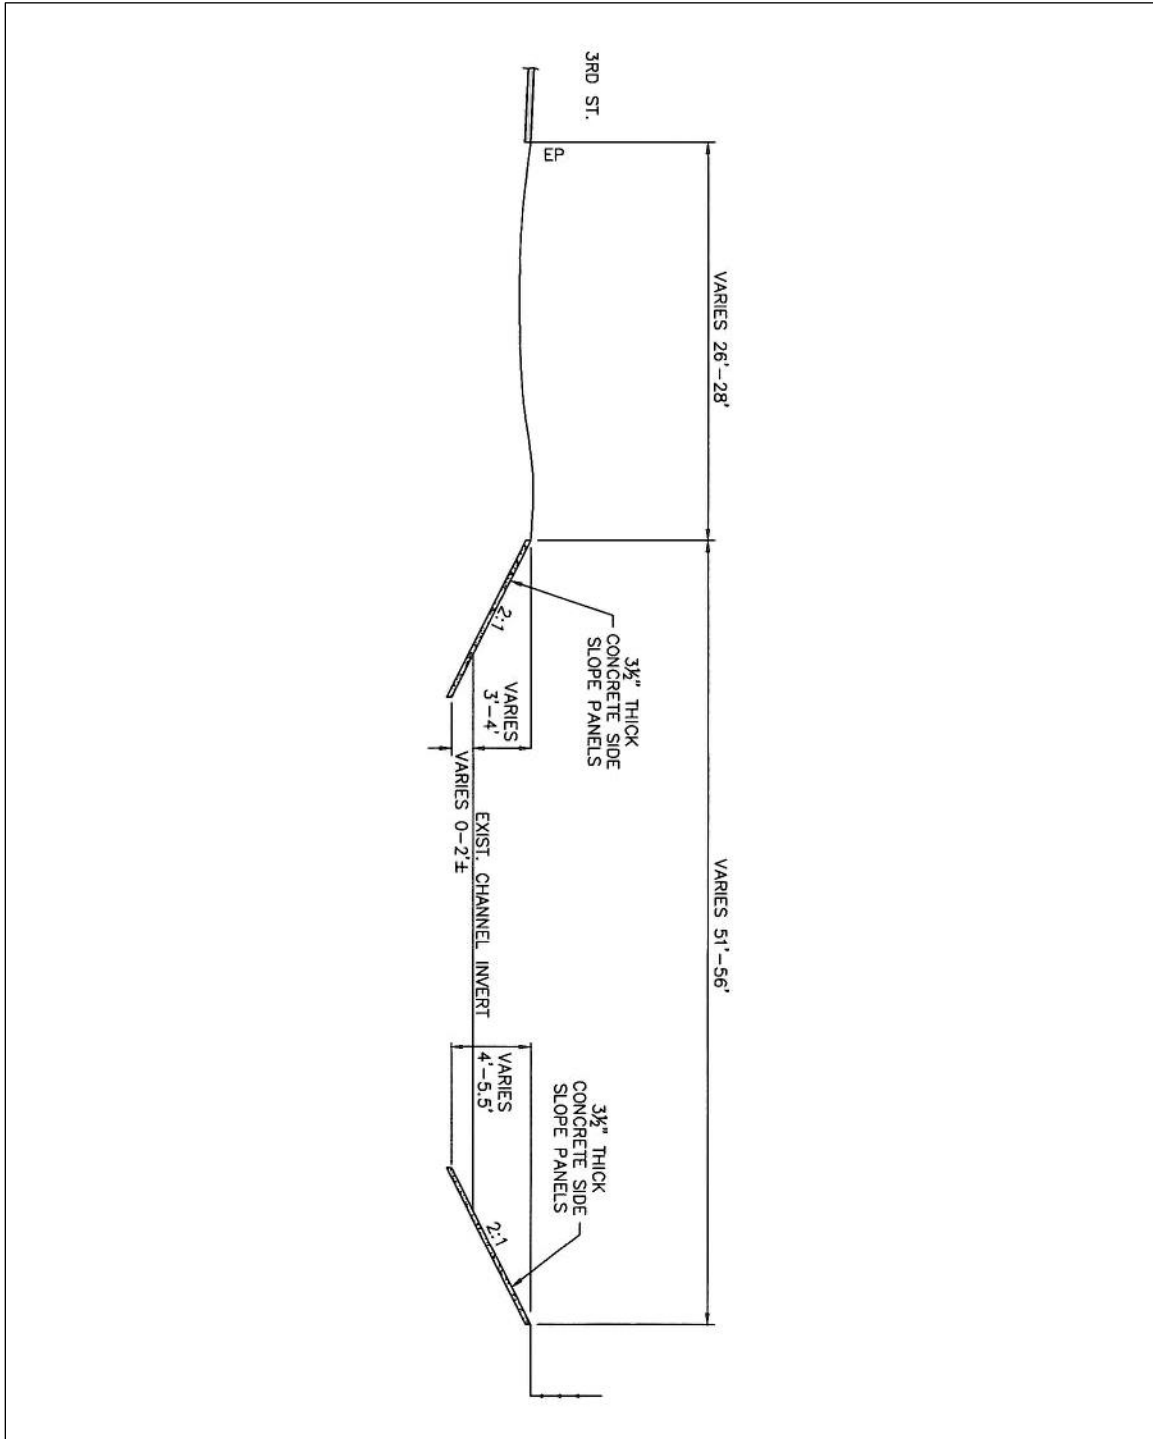 3RD ST.
EP
VARIES 26'-28'
VARIES 51'-56'
3½" THICK
CONCRETE SIDE
SLOPE PANELS
2:1
VARIES
3'-4'
VARIES 0-2'±
EXIST. CHANNEL INVERT
VARIES
4'-5.5'
3½" THICK
CONCRETE SIDE
SLOPE PANELS
2:1